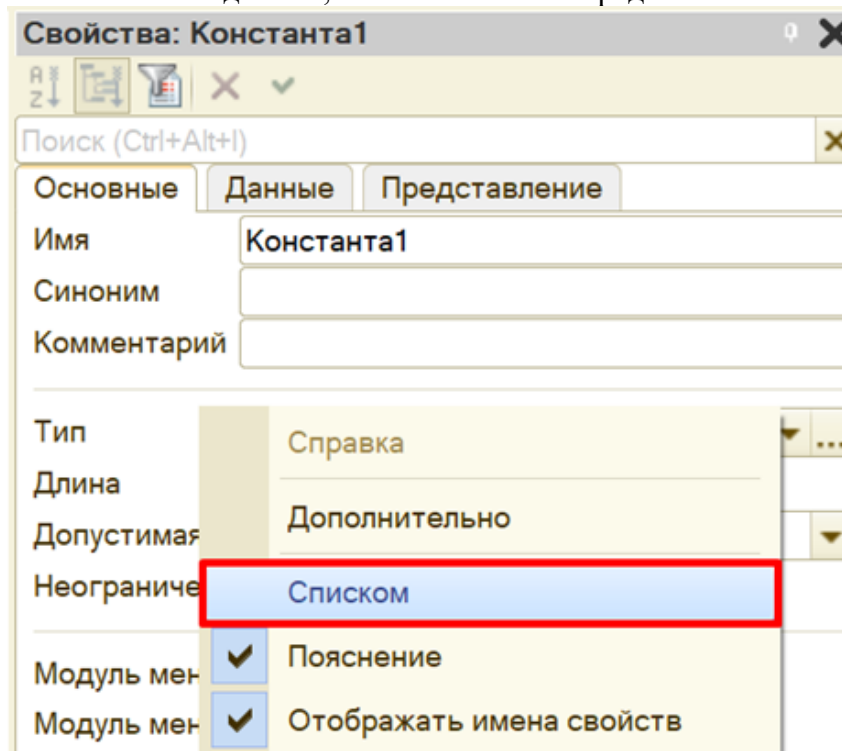 Свойства: Константа1
Поиск (Ctrl+Alt+I)
Основные Данные Представление
Имя Константа1
Синоним
Комментарий
Тип
Справка
...
Длина
Дополнительно
Допустимая
Списком
Неограниче
Пояснение
Модуль мен
Отображать имена свойств
Модуль мен